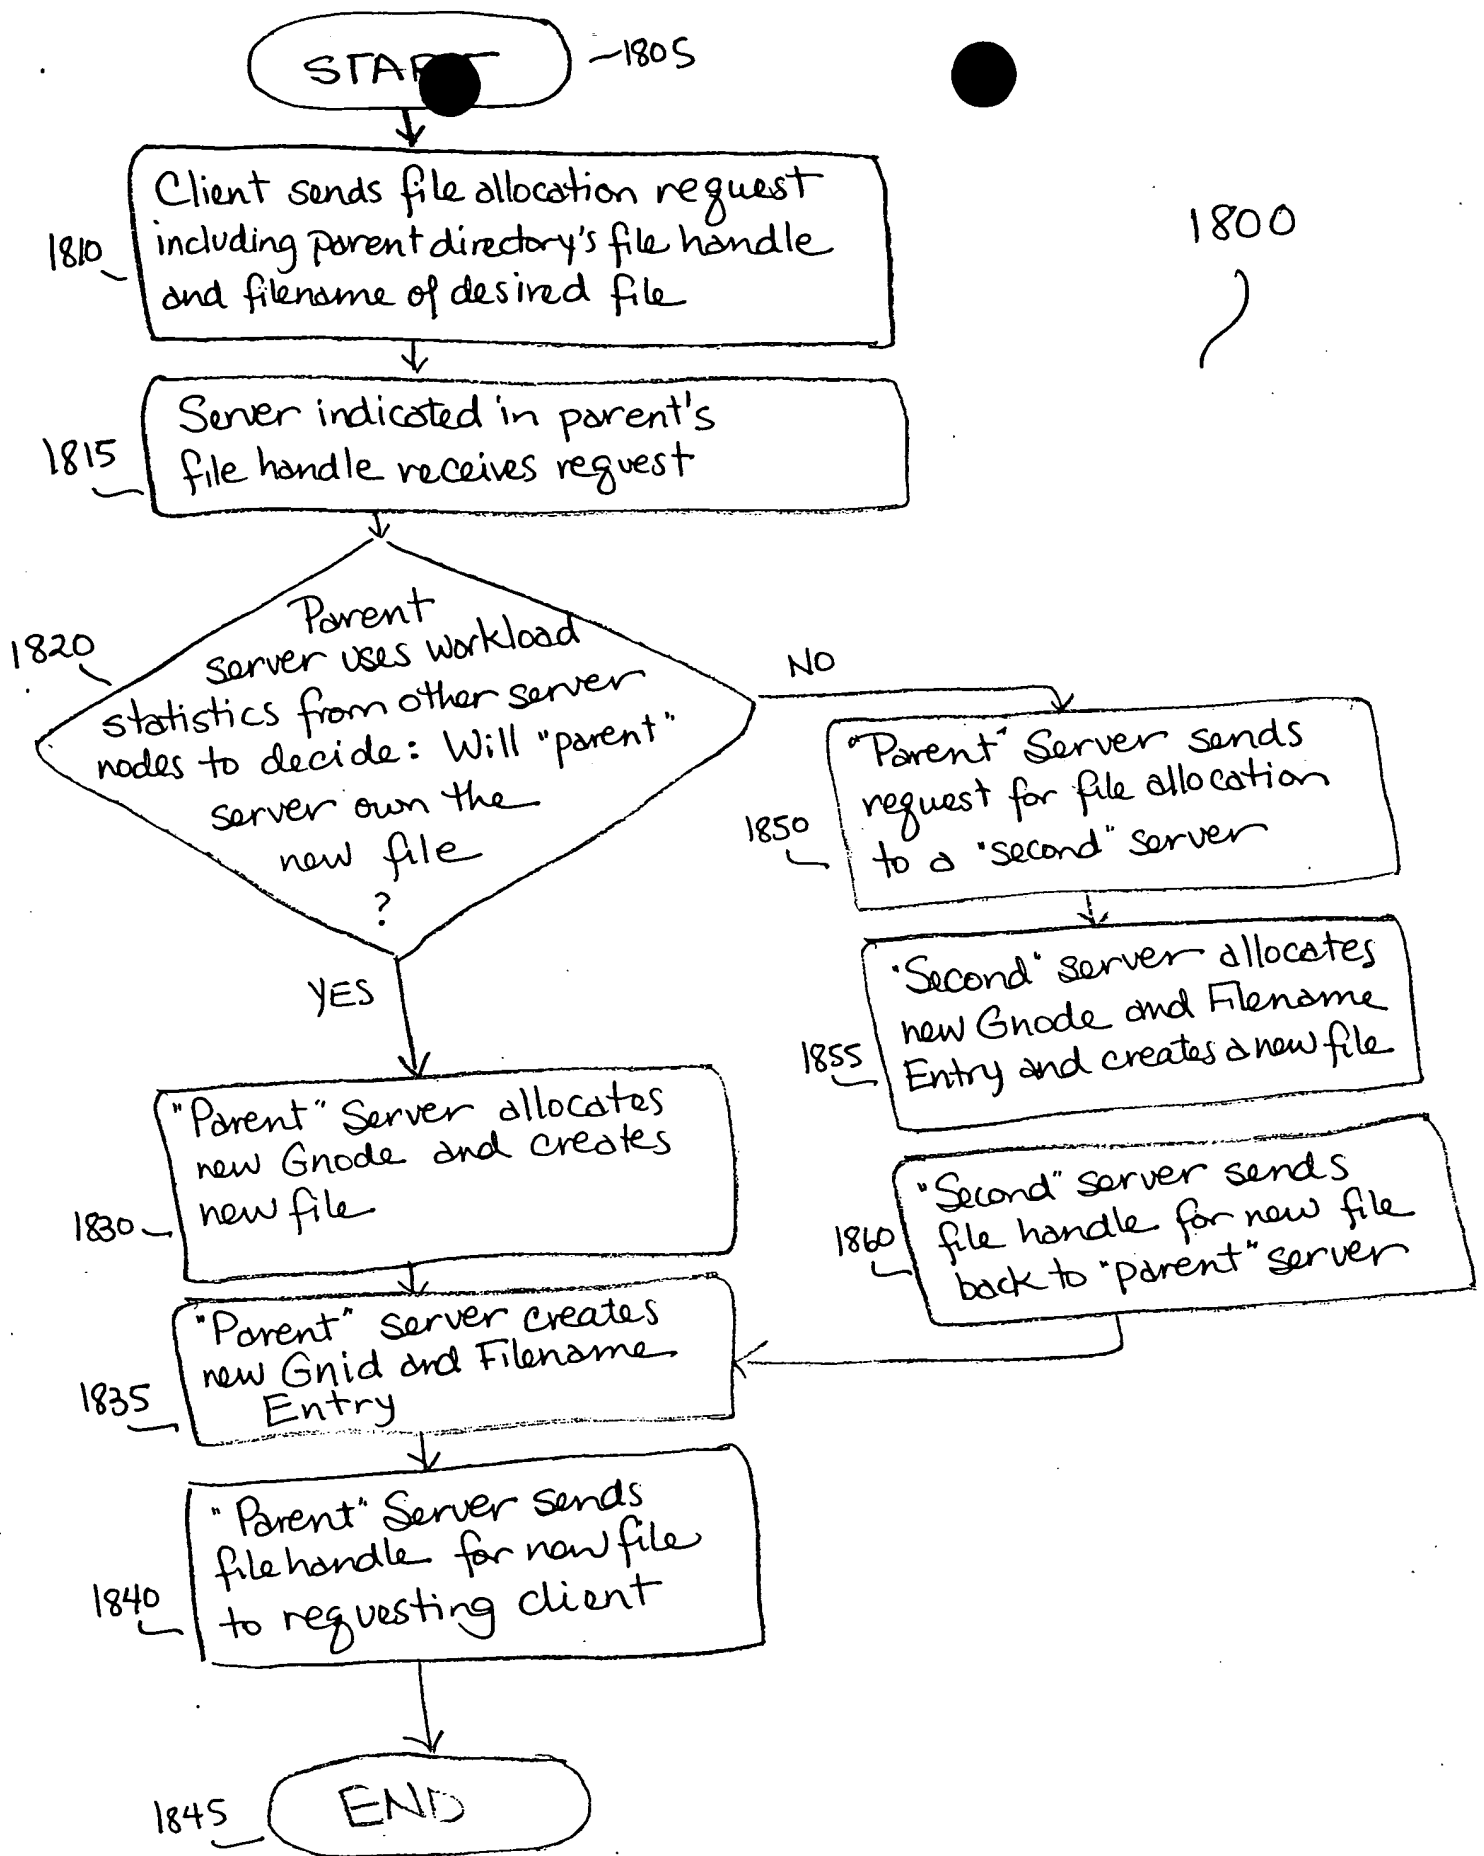 START
1805
Client sends file allocation request
including parent directory's file handle
and filename of desired file
1810
1800
Server indicated in parent's
file handle receives request
1815
Parent
server uses workload
statistics from other server
nodes to decide: Will "parent"
server own the
new file
?
1820
NO
YES
"Parent" Server sends
request for file allocation
to a "second" server
1850
"Second" server allocates
new Gnode and Filename
Entry and creates a new file
1855
"Second" server sends
file handle for new file
back to "parent" server
1860
"Parent" Server allocates
new Gnode and creates
new file
1830
"Parent" server creates
new Gnid and Filename
Entry
1835
"Parent" Server sends
file handle for new file
to requesting client
1840
END
1845